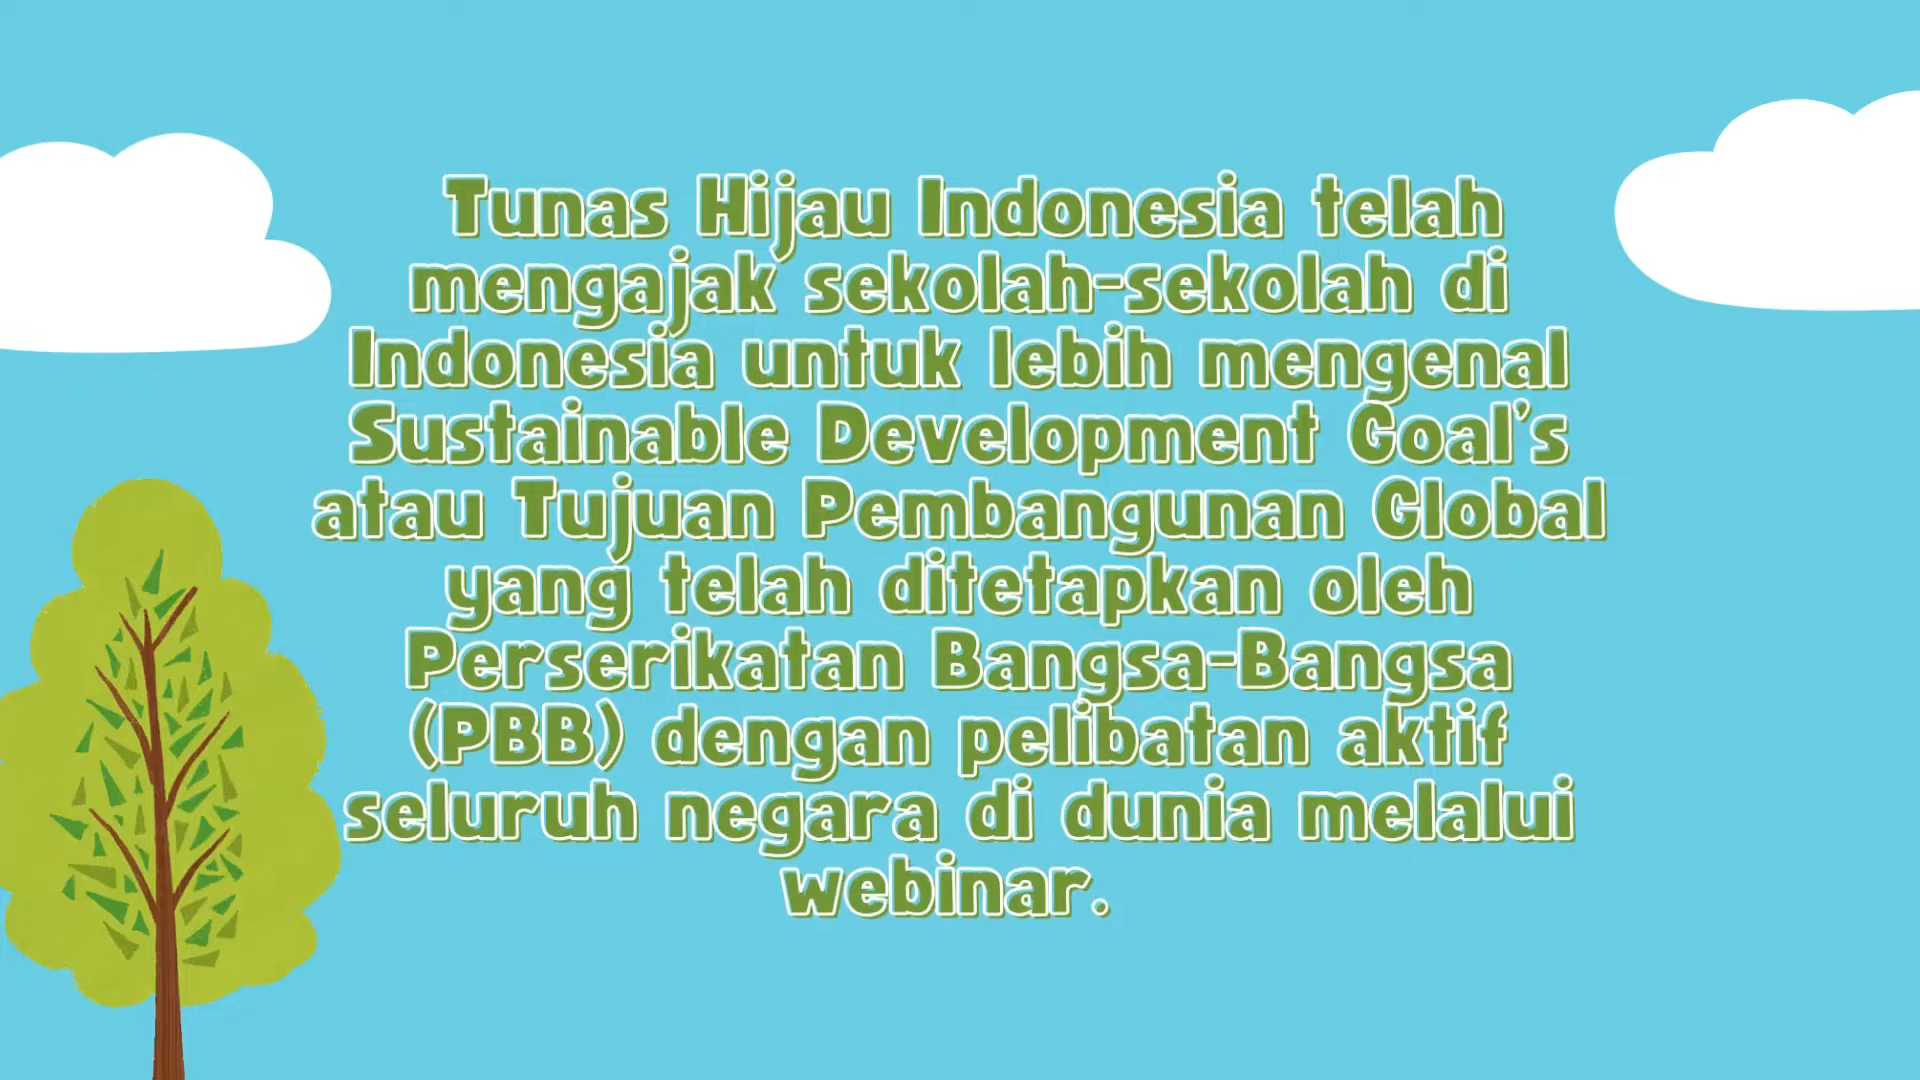 Tunas Hijau Indonesia telah
mengajak sekolah-sekolah di
Indonesia untuk lebih mengenal
Sustainable Development Goal's
atau Tujuan Pembangunan Global
yang telah ditetapkan oleh
Perserikatan Bangsa-Bangsa
(PBB) dengan pelibatan aktif
seluruh negara di dunia melalui
webinar.